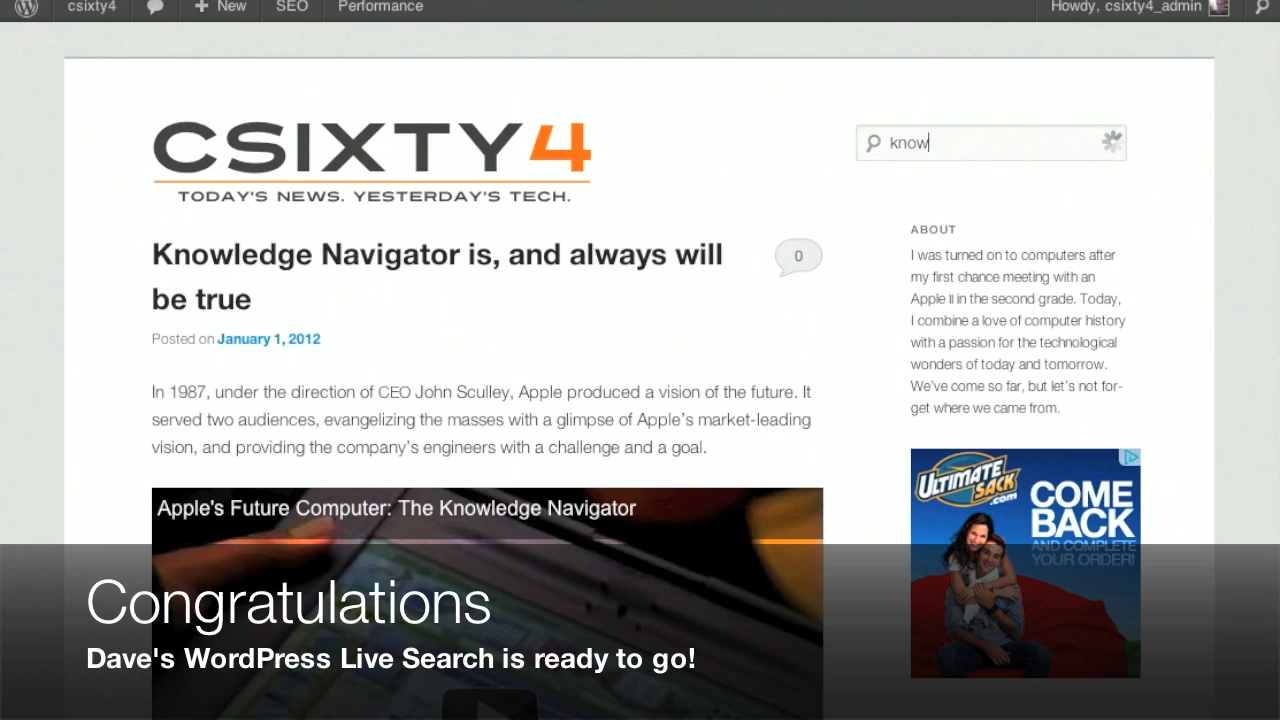 csixty4
New
SEO
Performance
Howdy, csixty4_admin
CSIXTY4
TODAY'S NEWS. YESTERDAY'S TECH.
know
Knowledge Navigator is, and always will
be true
0
Posted on January 1, 2012
In 1987, under the direction of CEO John Sculley, Apple produced a vision of the future. It
served two audiences, evangelizing the masses with a glimpse of Apple’s market-leading
vision, and providing the company’s engineers with a challenge and a goal.
Apple's Future Computer: The Knowledge Navigator
ABOUT
I was turned on to computers after
my first chance meeting with an
Apple II in the second grade. Today,
I combine a love of computer history
with a passion for the technological
wonders of today and tomorrow.
We’ve come so far, but let’s not for-
get where we came from.
ULTIMATE
SACK
.com
COME
BACK
AND COMPLETE
YOUR ORDER!
Congratulations
Dave's WordPress Live Search is ready to go!